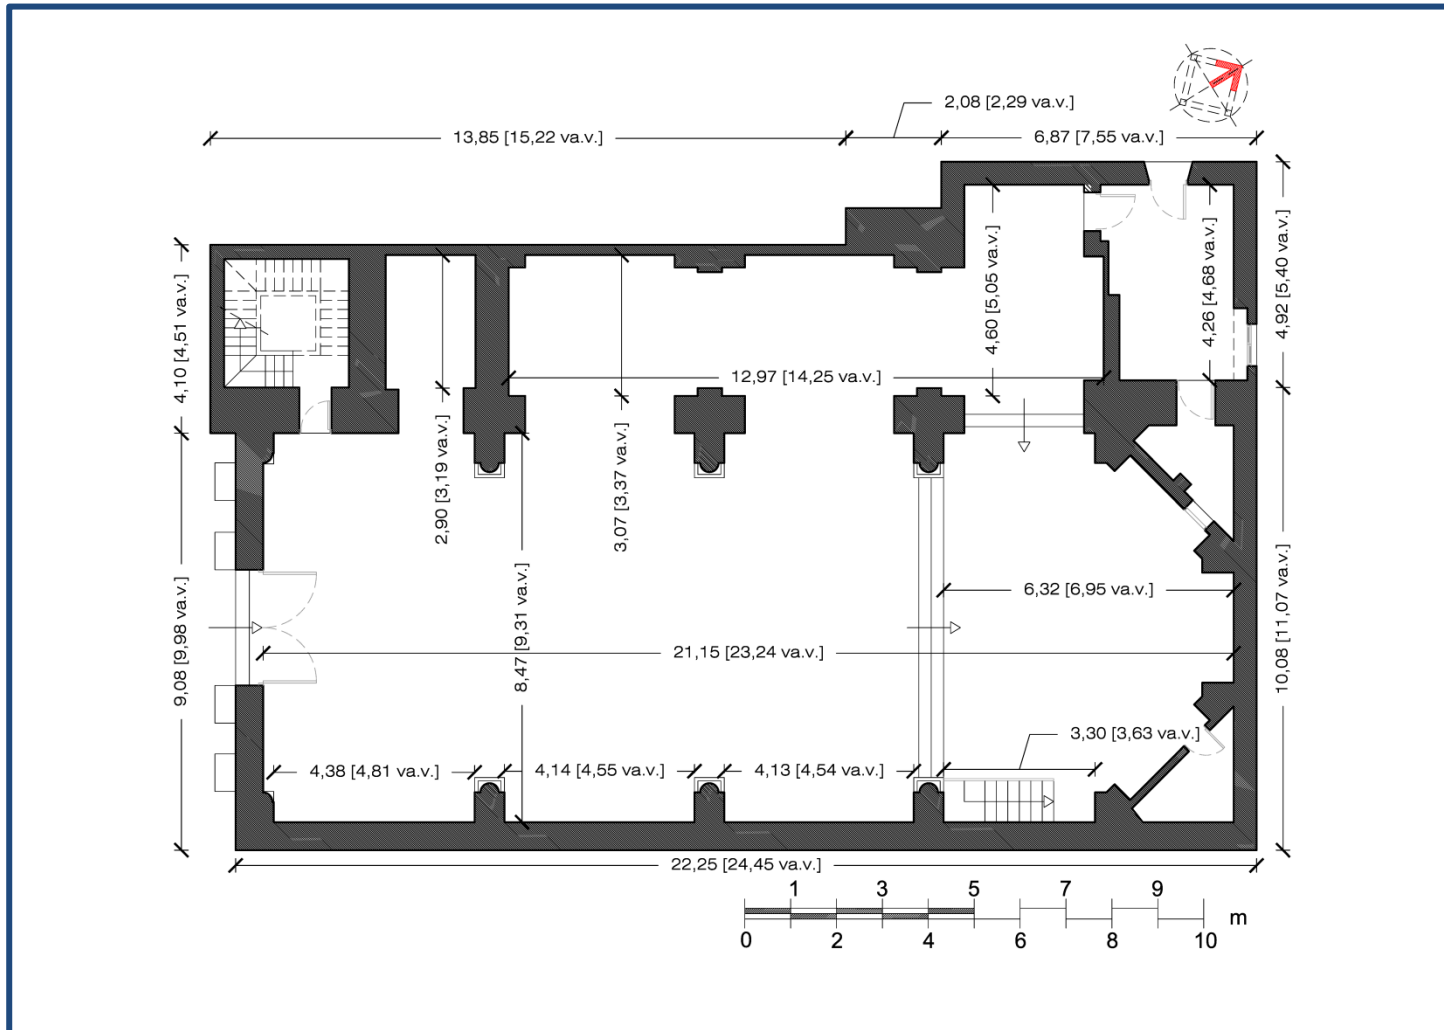 2,08 [2,29 va.v.]
13,85 [15,22 va.v.]
6,87 [7,55 va.v.]
4,10 [4,51 va.v.]
4,60 [5,05 va.v.]
4,26 [4,68 va.v.]
4,92 [5,40 va.v.]
12,97 [14,25 va.v.]
2,90 [3,19 va.v.]
3,07 [3,37 va.v.]
9,08 [9,98 va.v.]
8,47 [9,31 va.v.]
6,32 [6,95 va.v.]
10,08 [11,07 va.v.]
21,15 [23,24 va.v.]
3,30 [3,63 va.v.]
4,38 [4,81 va.v.]
4,14 [4,55 va.v.]
4,13 [4,54 va.v.]
22,25 [24,45 va.v.]
1 3 5 7 9
m
0 2 4 6 8 10